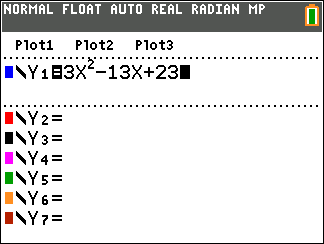 NORMAL FLOAT AUTO REAL RADIAN MP
Plot1 Plot2 Plot3
\Y₁=3X²-13X+23
\Y₂=
\Y₃=
\Y₄=
\Y₅=
\Y₆=
\Y₇=